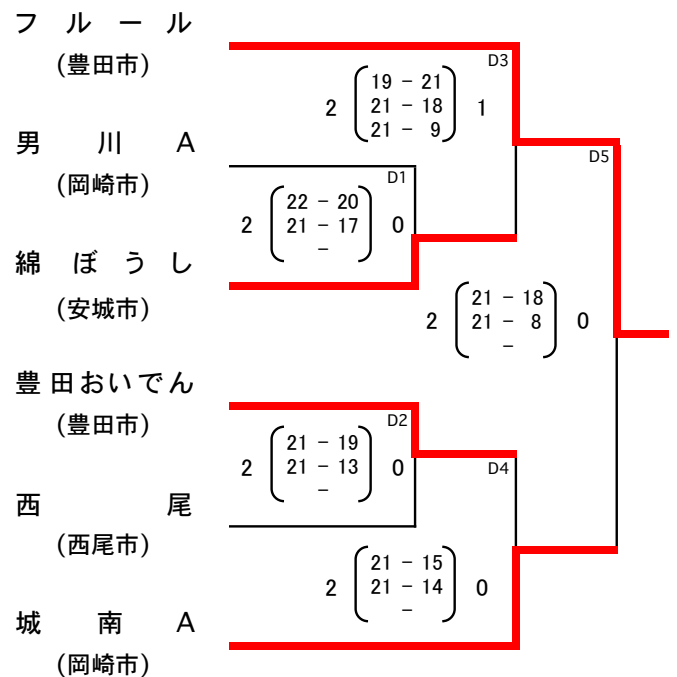 フルール
(豊田市)
D3
2 19 - 21 1
21 - 18
21 - 9
男川A
(岡崎市)
D1
D5
2 22 - 20 0
21 - 17
-
綿ぼうし
(安城市)
2 21 - 18 0
21 - 8
-
豊田おいでん
(豊田市)
D2
2 21 - 19 0
21 - 13
-
D4
西尾
(西尾市)
2 21 - 15 0
21 - 14
-
城南A
(岡崎市)